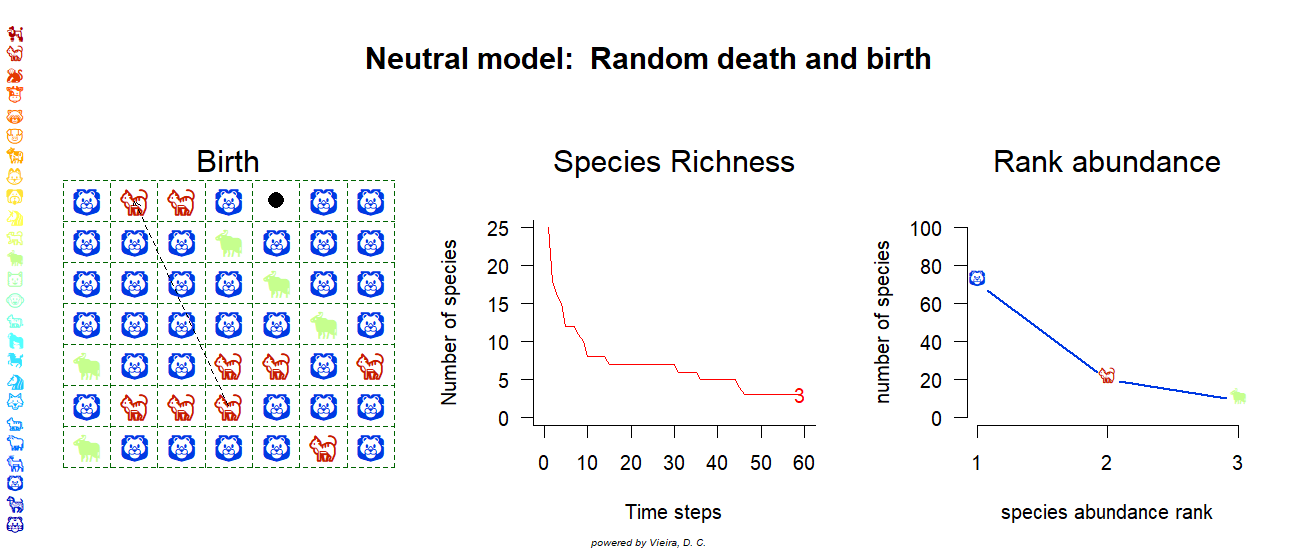 Neutral model:  Random death and birth
Birth
Species Richness
Number of species
25
20
15
10
5
0
3
0 10 20 30 40 50 60
Time steps
Rank abundance
number of species
100
80
60
40
20
0
1 2 3
species abundance rank
powered by Vieira, D. C.